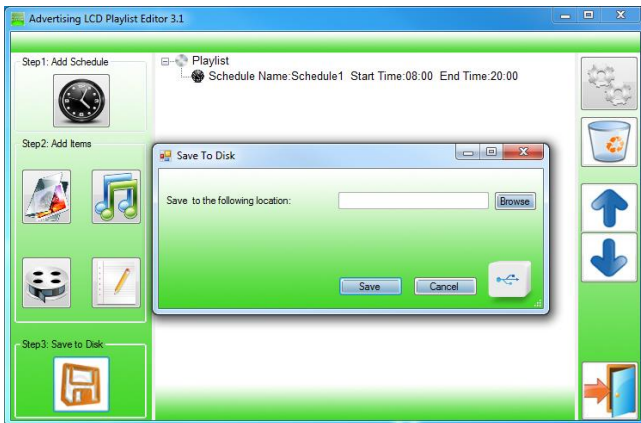 Advertising LCD Playlist Editor 3.1
Step1: Add Schedule
Playlist
Schedule Name:Schedule1 Start Time:08:00 End Time:20:00
Step2: Add Items
Save To Disk
Save to the following location:
Browse
Save
Cancel
Step3: Save to Disk